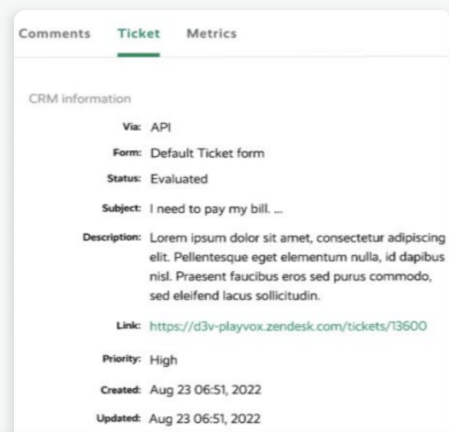 Comments Ticket Metrics
CRM information
Via: API
Form: Default Ticket form
Status: Evaluated
Subject: I need to pay my bill. ...
Description: Lorem ipsum dolor sit amet, consectetur adipiscing
elit. Pellentesque eget elementum nulla, id dapibus
nisl. Praesent faucibus eros sed purus commodo,
sed eleifend lacus sollicitudin.
Link: https://d3v-playvox.zendesk.com/tickets/13600
Priority: High
Created: Aug 23 06:51, 2022
Updated: Aug 23 06:51, 2022